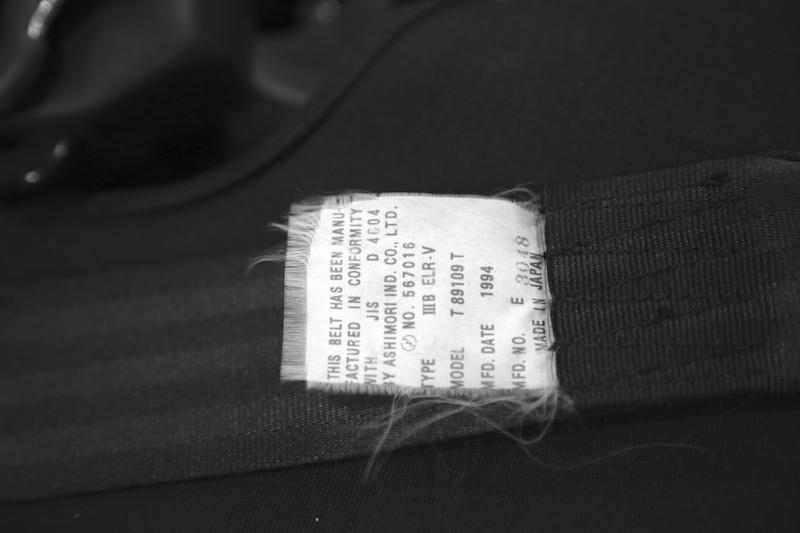 THIS BELT HAS BEEN MANU-
FACTURED IN CONFORMITY
WITH JIS D 4604
BY ASHIMORI IND. CO., LTD.
NO. 567016
TYPE IIIB ELR-V
MODEL T 89109 T
MFD. DATE 1994
MFD. NO. E 3048
MADE IN JAPAN